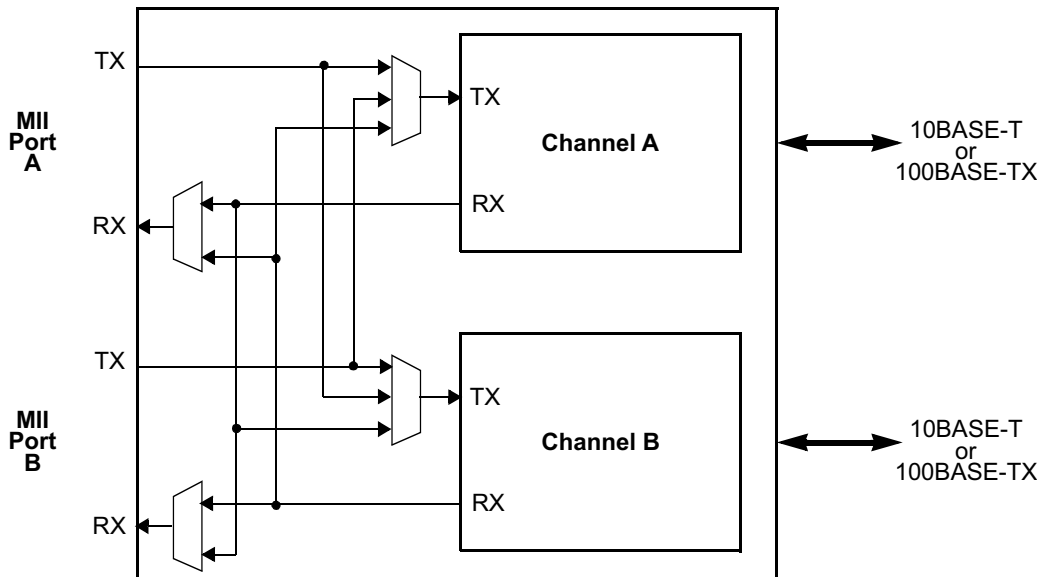 TX
MII
Port
A
RX
TX
Channel A
RX
10BASE-T
or
100BASE-TX
TX
MII
Port
B
RX
TX
Channel B
RX
10BASE-T
or
100BASE-TX